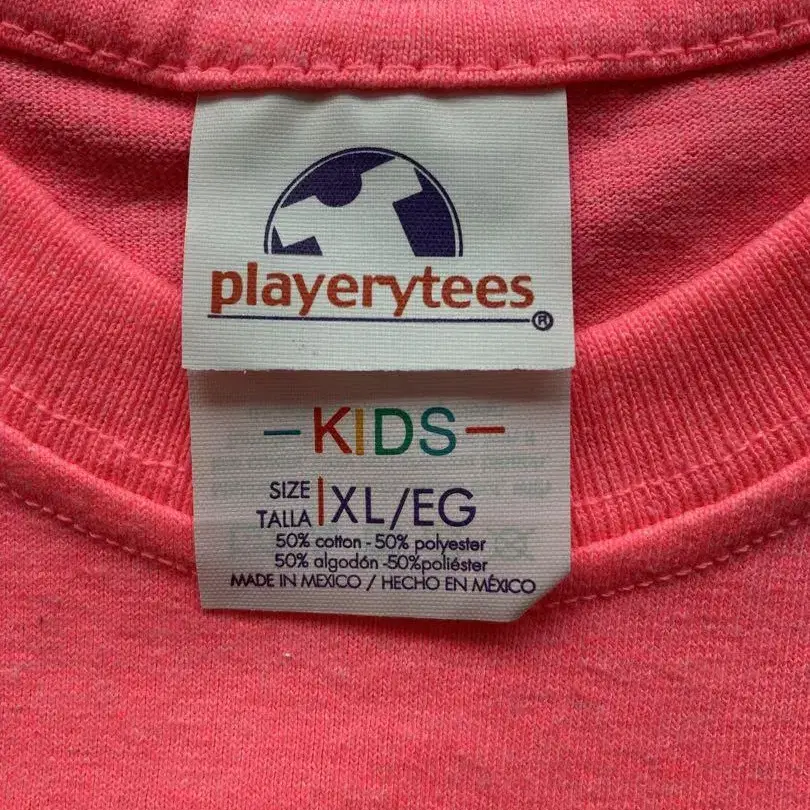 playerytees
®
- KIDS -
SIZE
TALLA
XL/EG
50% cotton - 50% polyester
50% algodón -50%poliéster
MADE IN MEXICO / HECHO EN MÉXICO